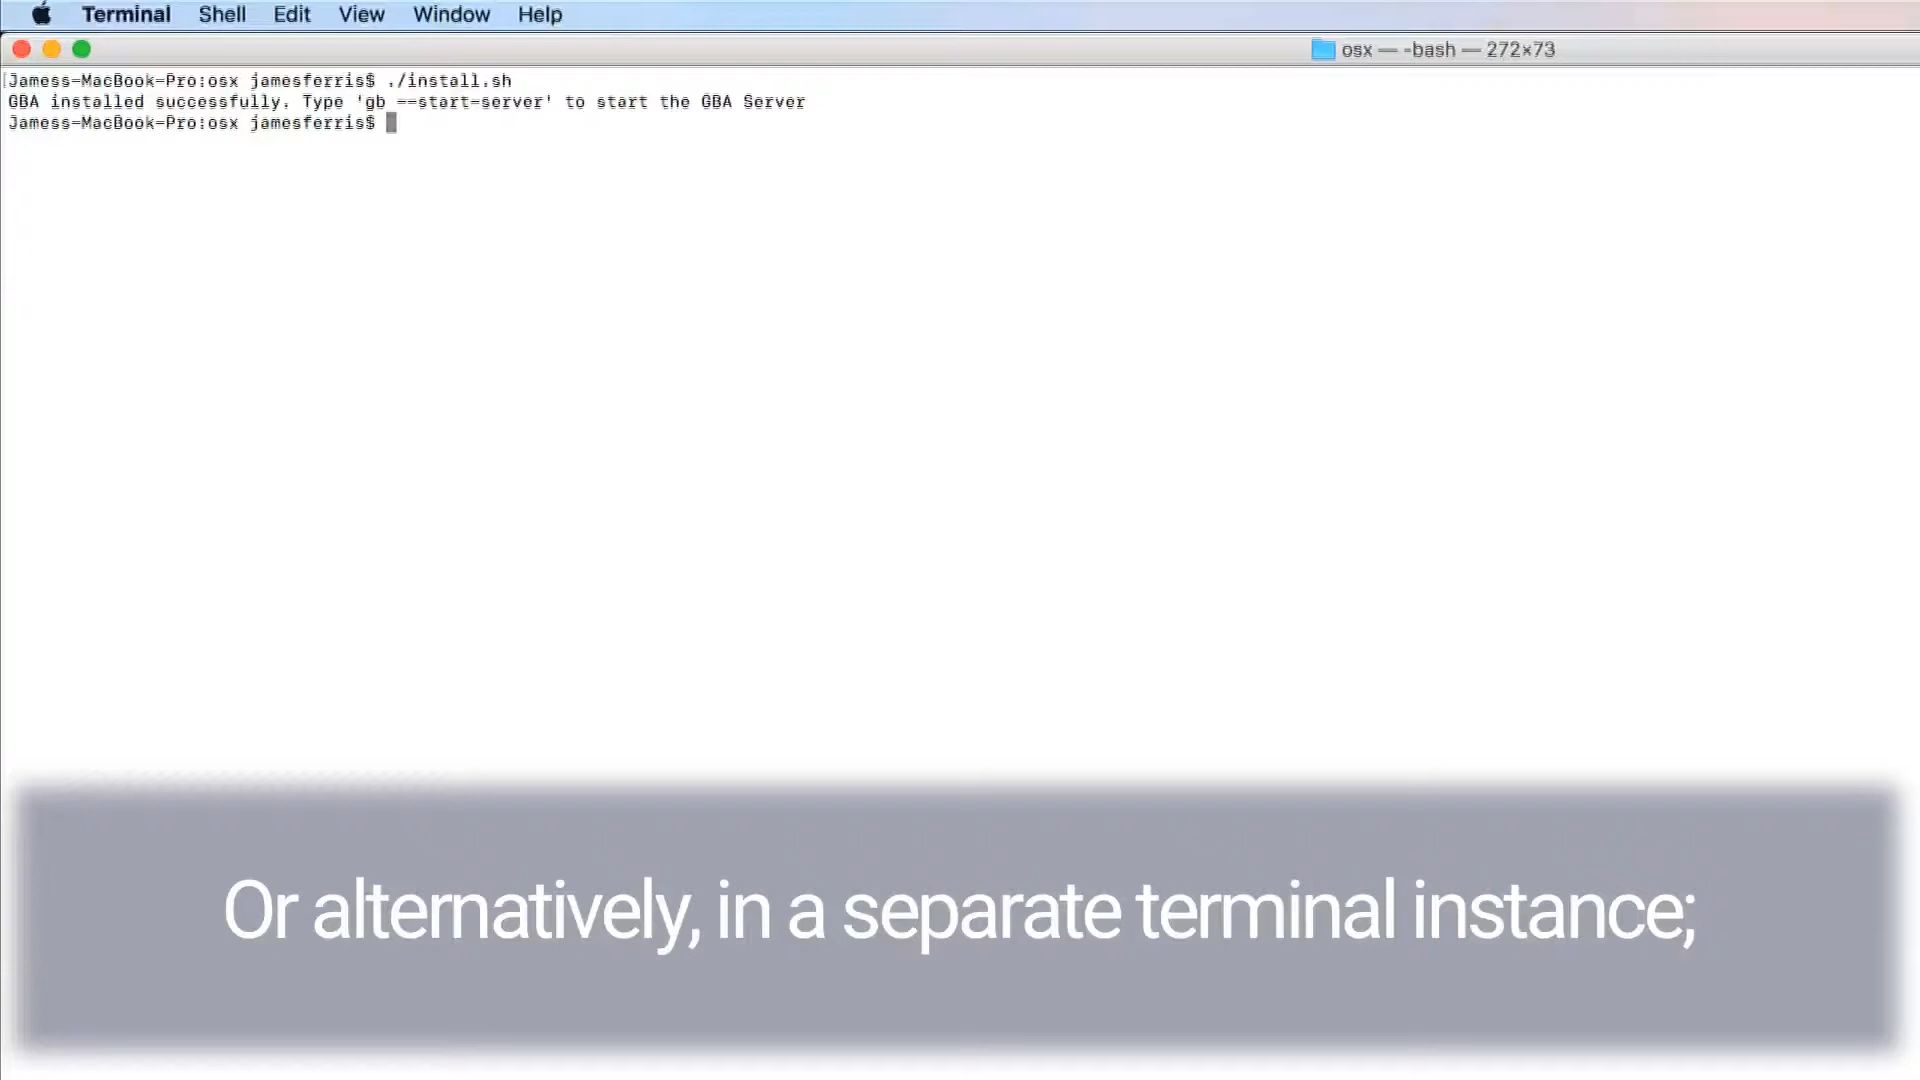 Terminal Shell Edit View Window Help
osx — -bash — 272×73
Jamess-MacBook-Pro:osx jamesferris$ ./install.sh
GBA installed successfully. Type 'gb --start-server' to start the GBA Server
Jamess-MacBook-Pro:osx jamesferris$
Or alternatively, in a separate terminal instance;